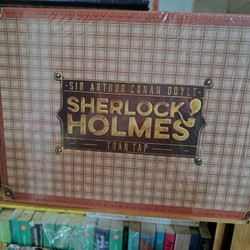 SIR ARTHUR CONAN DOYLE
SHERLOCK
HOLMES
TOÀN TẬP